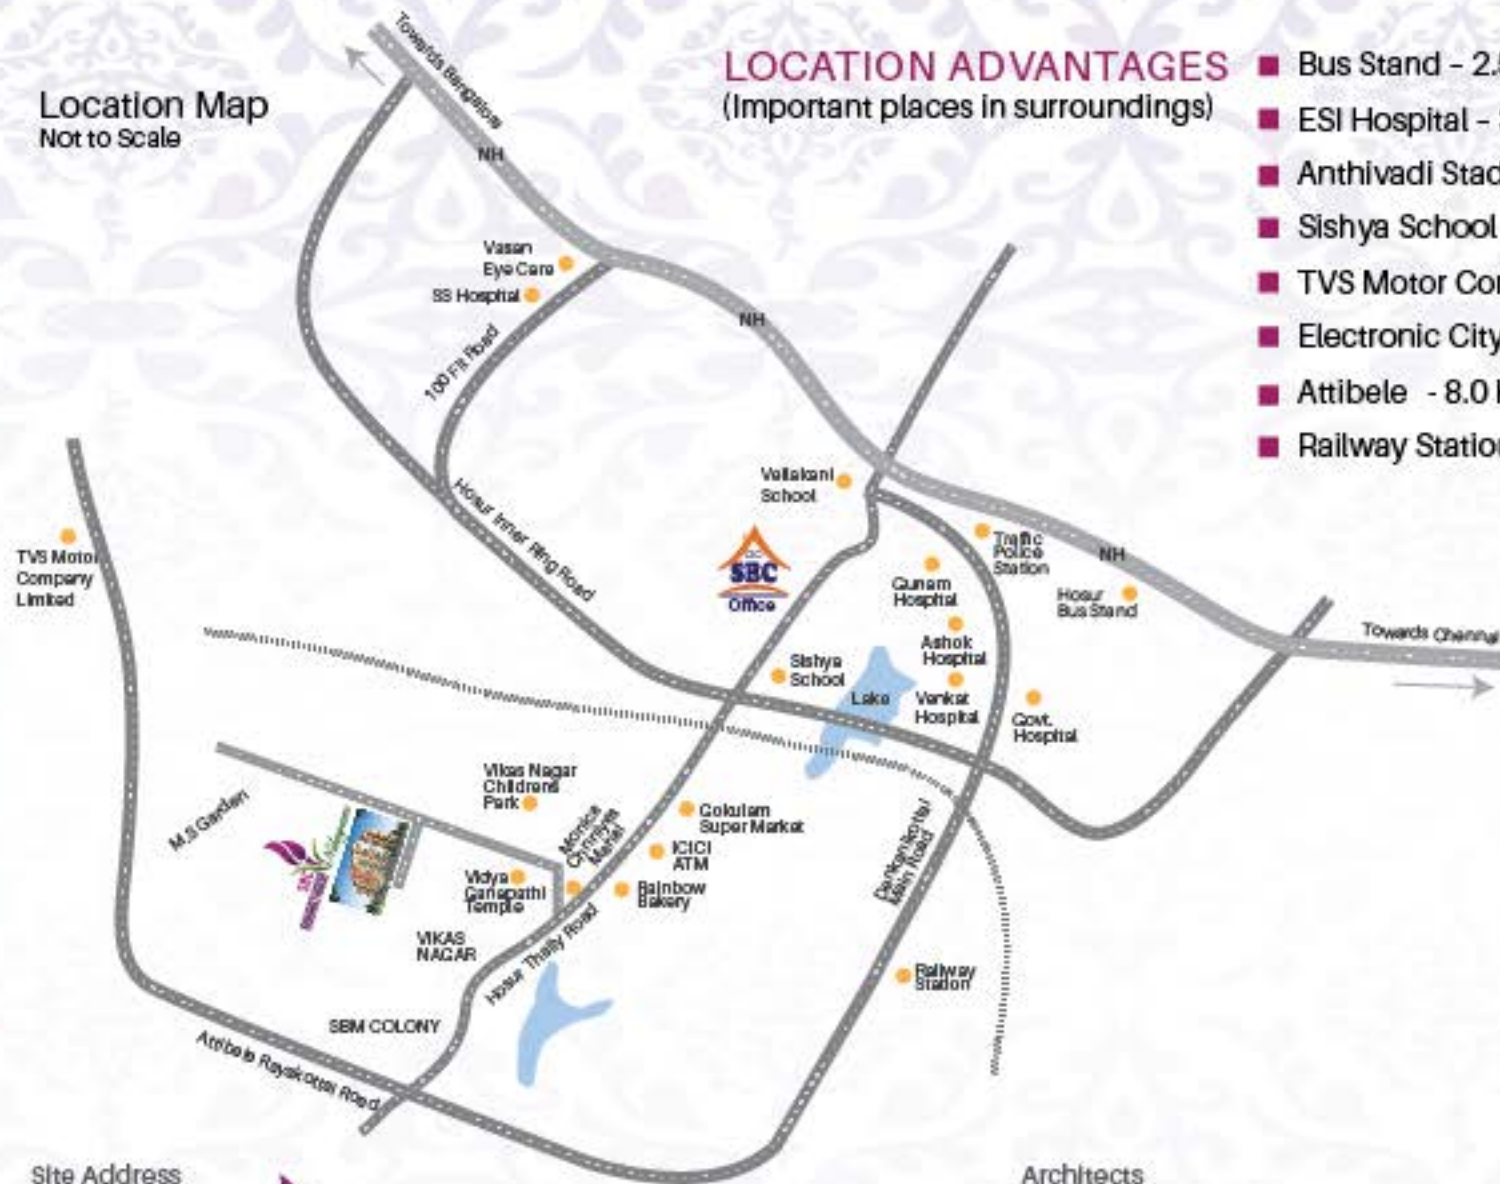 Location Map
Not to Scale
LOCATION ADVANTAGES
(Important places in surroundings)
Bus Stand - 2.
ESI Hospital -
Anthivadi Stad
Sishya School
TVS Motor Co
Electronic City
Attibele - 8.0
Railway Station
Towards Bangalore
NH
Vasan
Eye Care
SS Hospital
100 Fit Road
NH
Hosur Inner Ring Road
Vellakani
School
SBC
Office
Traffic
Police
Station
NH
Gunam
Hospital
Hosur
Bus Stand
Ashok
Hospital
Towards Chennai
TVS Motor
Company
Limited
Sishya
School
Lake
Venkat
Hospital
Govt.
Hospital
Vikas Nagar
Childrens
Park
M.S Garden
Gokulam
Super Market
ICICI
ATM
Rainbow
Bakery
Vidya
Ganapathi
Temple
Main Road
VIKAS
NAGAR
Hosur Thally Road
Railway
Station
SBM COLONY
Attibele Rayakottai Road
Site Address
Architects